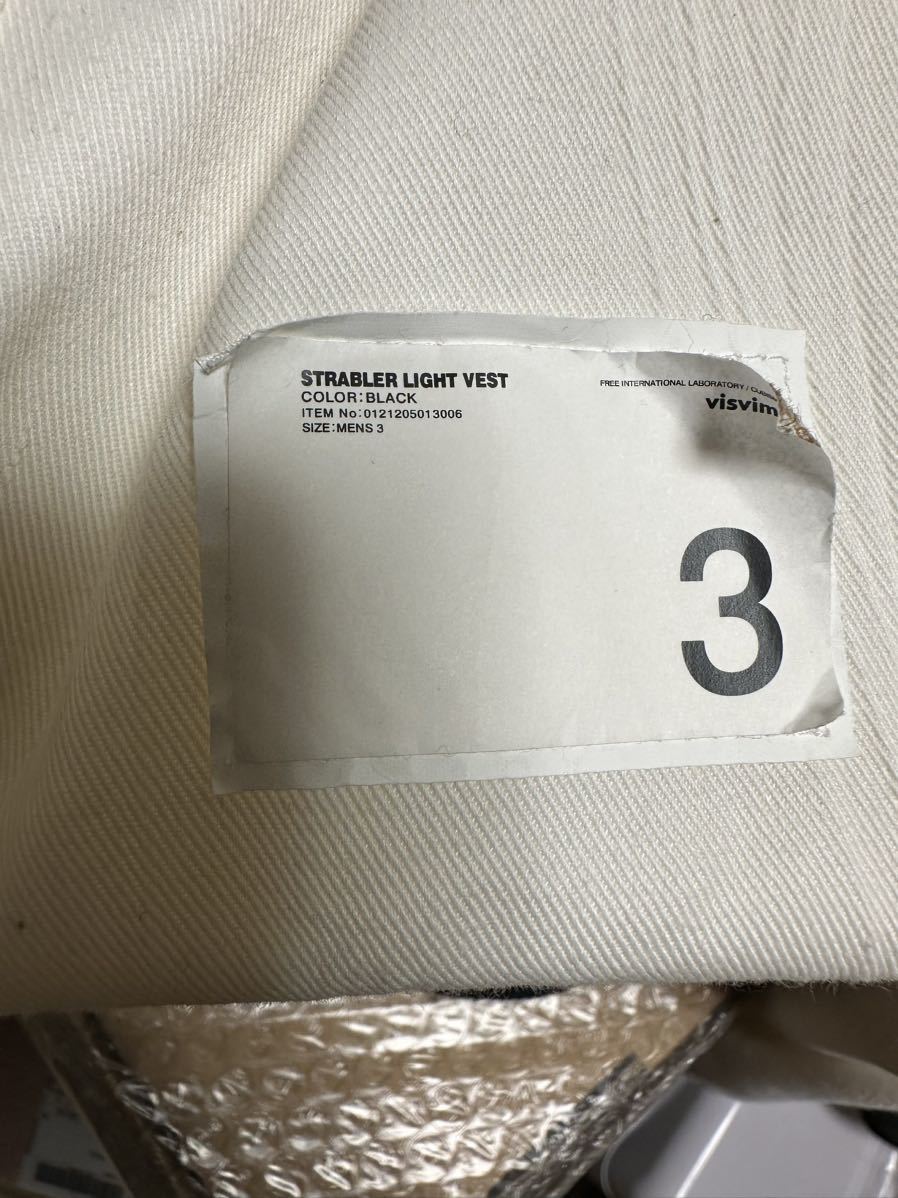 STRABLER LIGHT VEST
COLOR:BLACK
ITEM No:0121205013006
SIZE:MENS 3
FREE INTERNATIONAL LABORATORY /
visvim
3